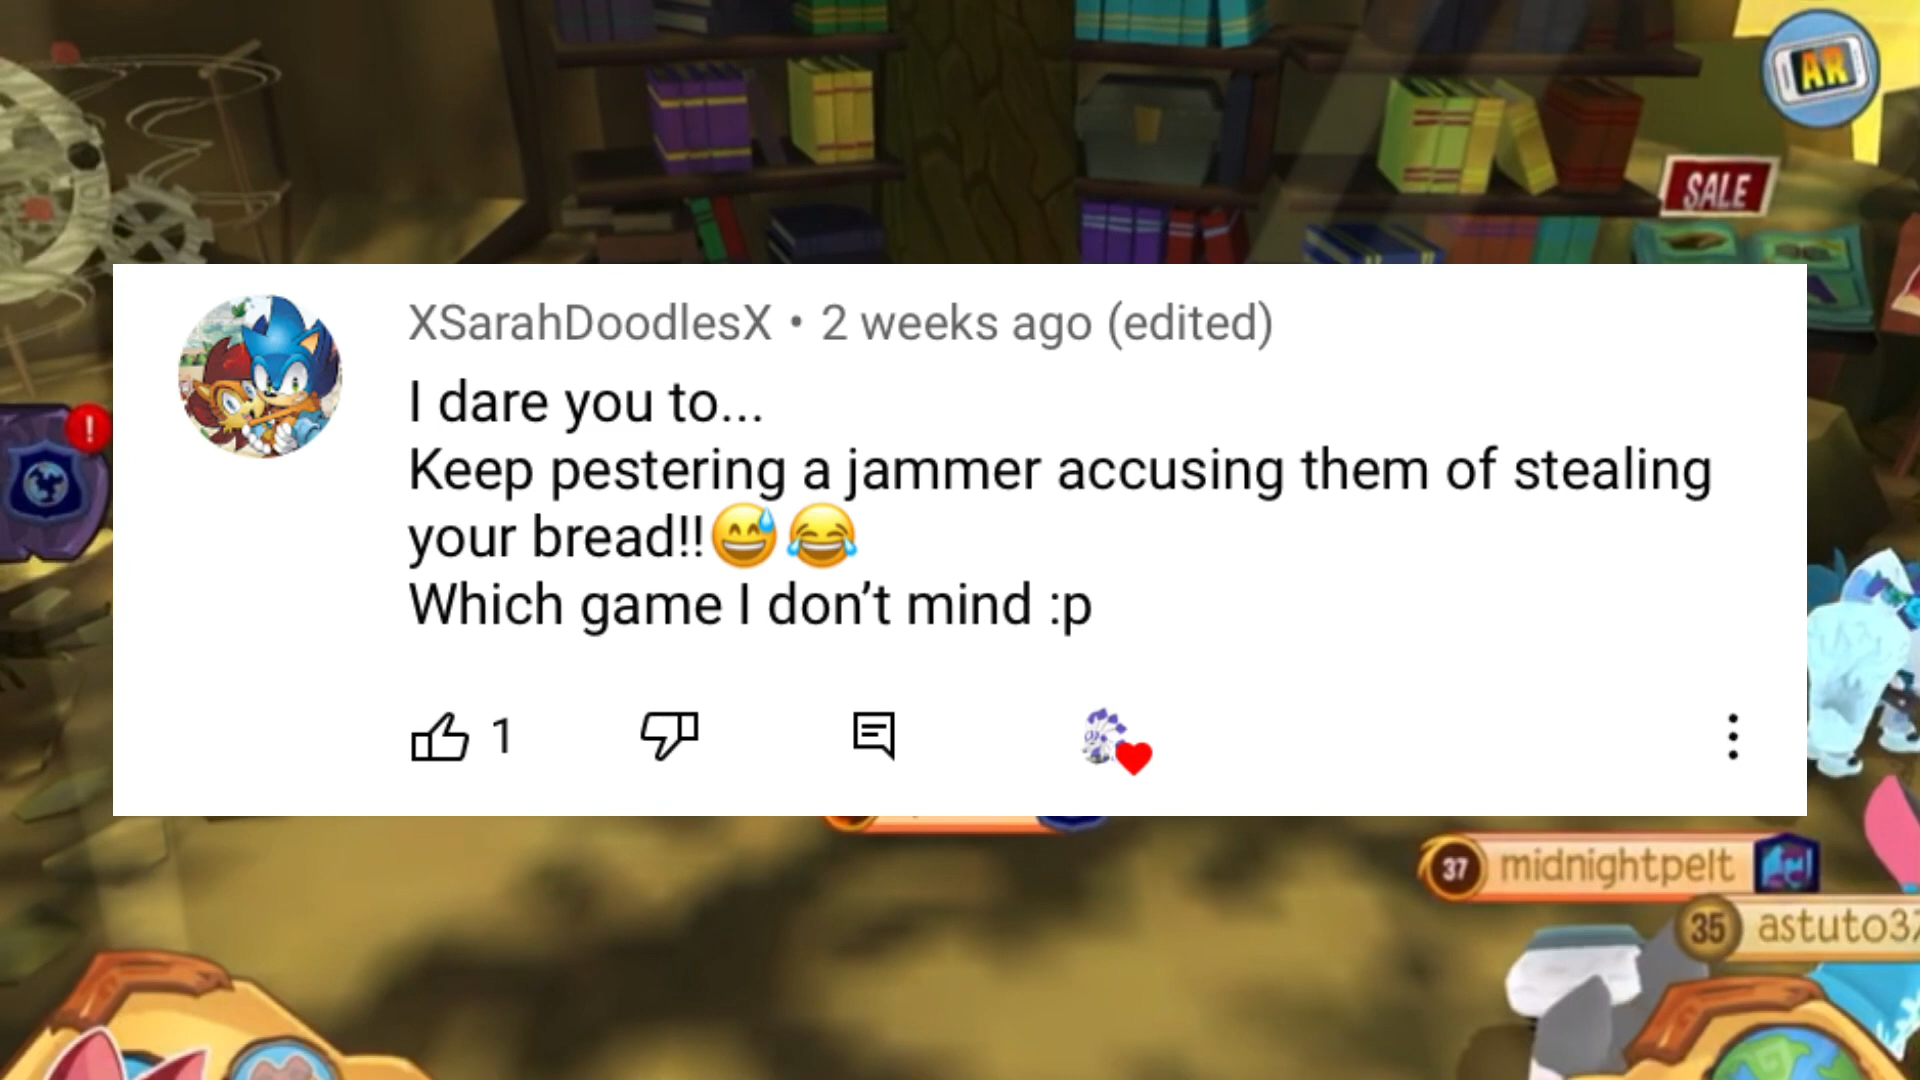 AR
SALE
XSarahDoodlesX • 2 weeks ago (edited)
I dare you to...
Keep pestering a jammer accusing them of stealing
your bread!!😅😂
Which game I don’t mind :p
1
!
37 midnightpelt
35 astuto37